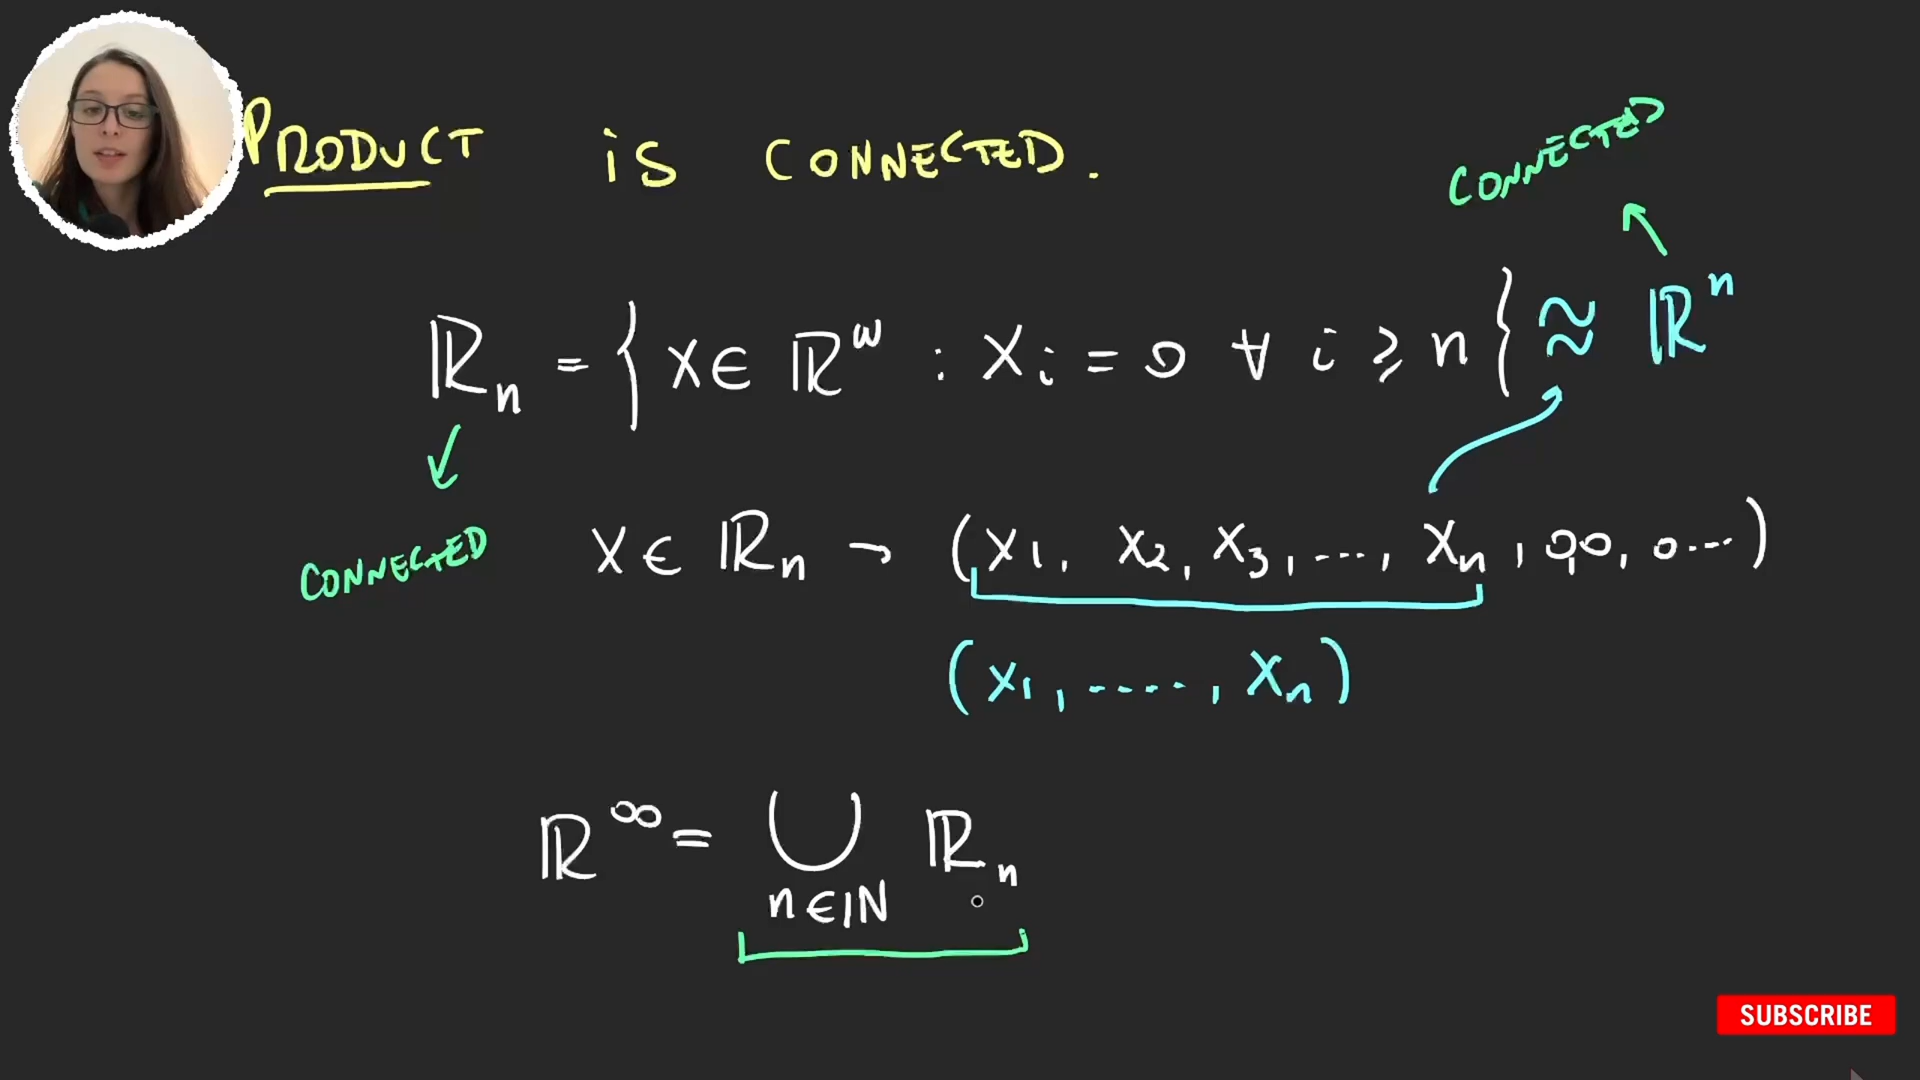 PRODUCT is CONNECTED.
CONNECTED
ℝₙ = { x ∈ ℝ^ω : xᵢ = 0 ∀ i ⩾ n } ≈ ℝⁿ
CONNECTED
x ∈ ℝₙ → (x₁, x₂, x₃, ..., xₙ, 0,0, 0...)
(x₁, ....., xₙ)
ℝ^∞ = ⋃ ℝₙ
n ∈ ℕ
SUBSCRIBE